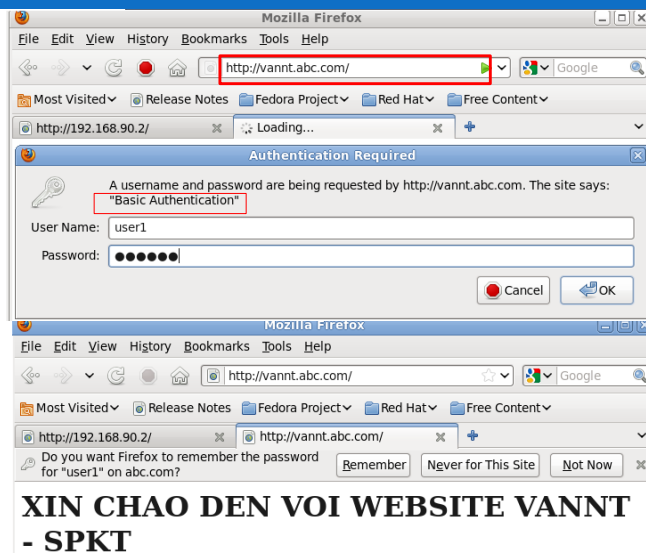 Mozilla Firefox
File Edit View History Bookmarks Tools Help
http://vannt.abc.com/ Google
Most Visited Release Notes Fedora Project Red Hat Free Content
http://192.168.90.2/ Loading...
Authentication Required
A username and password are being requested by http://vannt.abc.com. The site says:
"Basic Authentication"
User Name: user1
Password: ●●●●●●
Cancel OK
Mozilla Firefox
File Edit View History Bookmarks Tools Help
http://vannt.abc.com/ Google
Most Visited Release Notes Fedora Project Red Hat Free Content
http://192.168.90.2/ http://vannt.abc.com/
Do you want Firefox to remember the password
for "user1" on abc.com? Remember Never for This Site Not Now
XIN CHAO DEN VOI WEBSITE VANNT
- SPKT